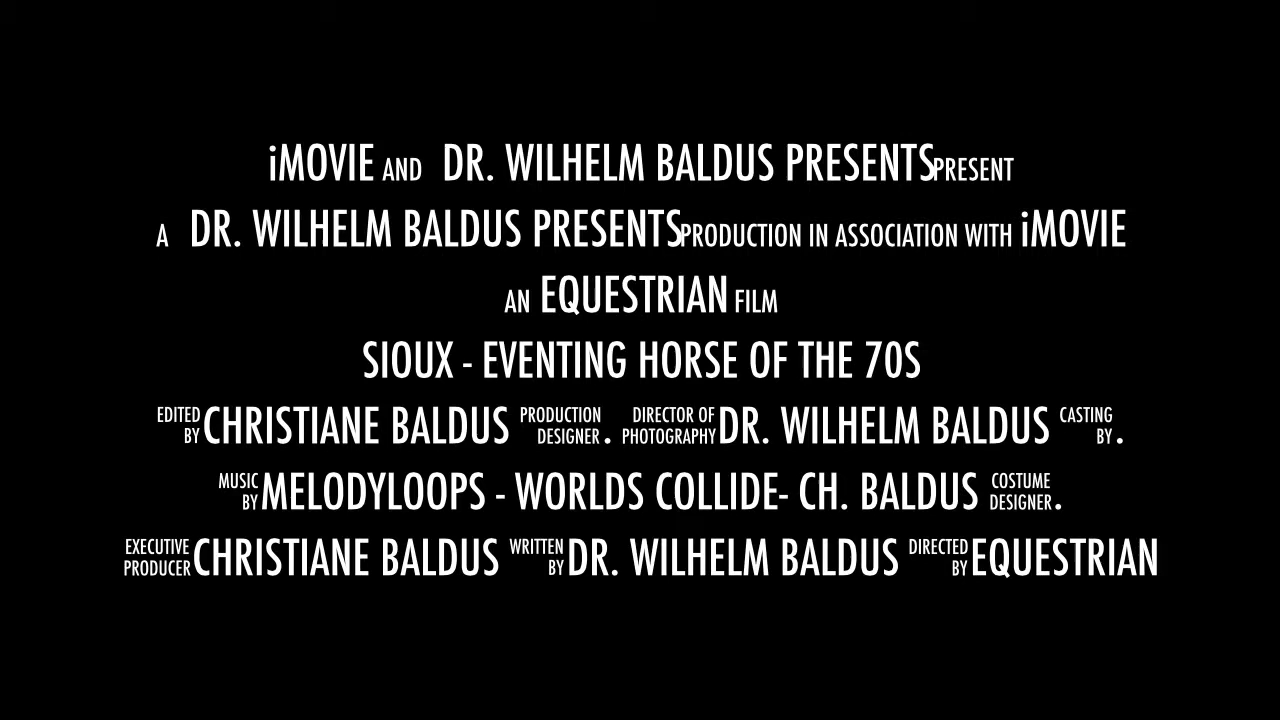 iMOVIE AND DR. WILHELM BALDUS PRESENTSPRESENT
A DR. WILHELM BALDUS PRESENTSPRODUCTION IN ASSOCIATION WITH iMOVIE
AN EQUESTRIAN FILM
SIOUX - EVENTING HORSE OF THE 70S
EDITED BY CHRISTIANE BALDUS PRODUCTION DESIGNER . DIRECTOR OF PHOTOGRAPHY DR. WILHELM BALDUS CASTING BY .
MUSIC BY MELODYLOOPS - WORLDS COLLIDE- CH. BALDUS COSTUME DESIGNER .
EXECUTIVE PRODUCER CHRISTIANE BALDUS WRITTEN BY DR. WILHELM BALDUS DIRECTED BY EQUESTRIAN